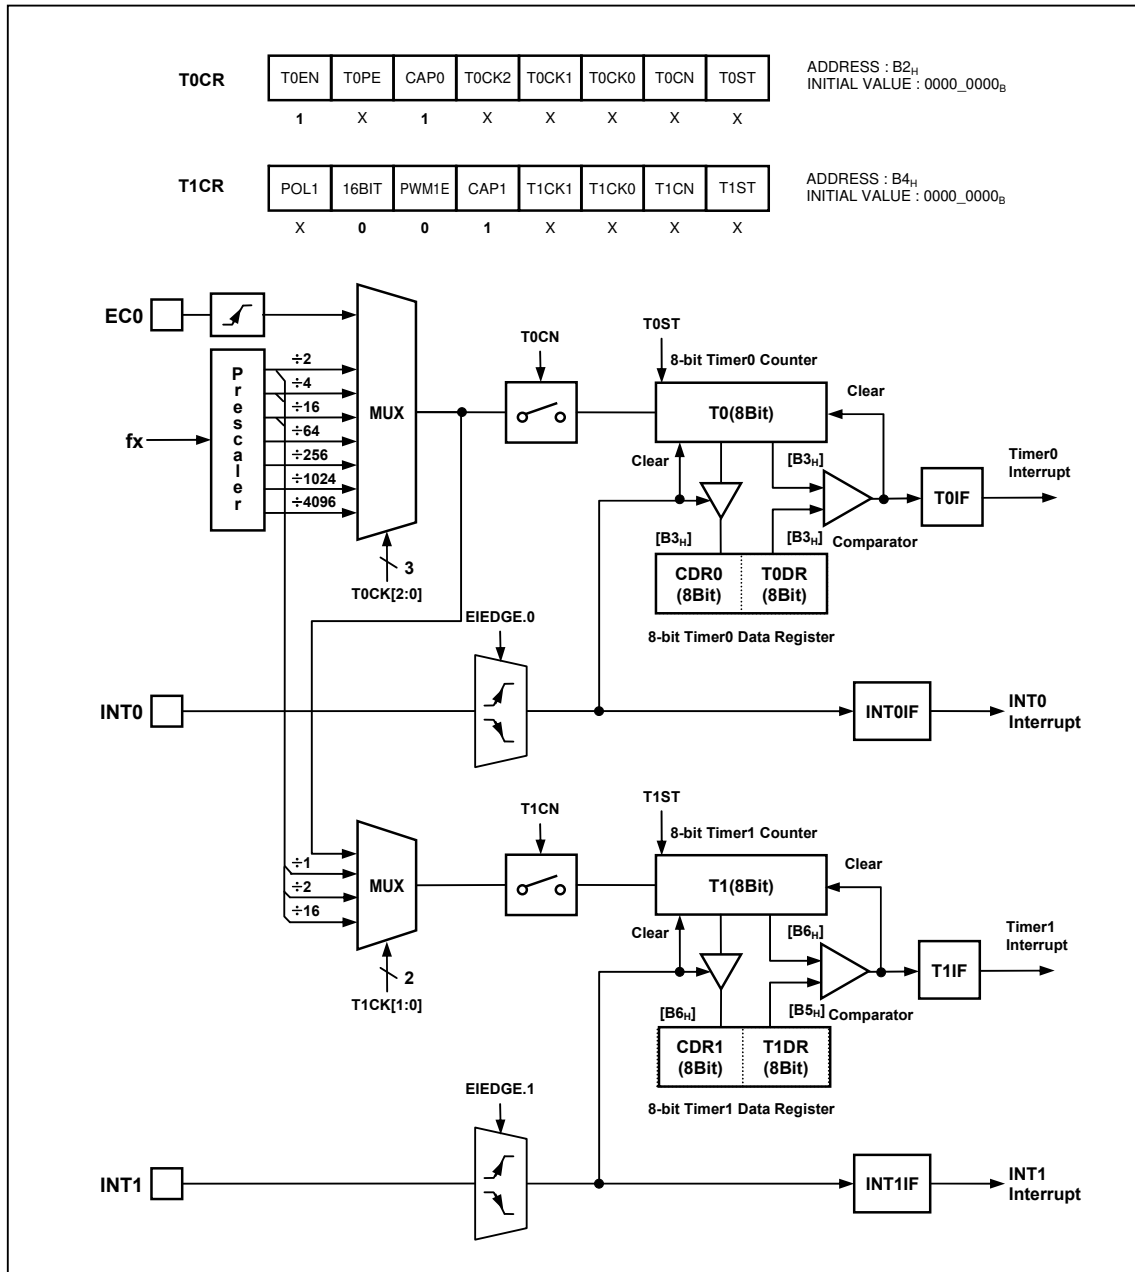 T0CR T0EN T0PE CAP0 T0CK2 T0CK1 T0CK0 T0CN T0ST ADDRESS : B2H
INITIAL VALUE : 0000_0000B
1 X 1 X X X X X
T1CR POL1 16BIT PWM1E CAP1 T1CK1 T1CK0 T1CN T1ST ADDRESS : B4H
INITIAL VALUE : 0000_0000B
X 0 0 1 X X X X
EC0
Prescaler
fx
÷2
÷4
÷16
÷64
÷256
÷1024
÷4096
MUX
3
T0CK[2:0]
T0CN
T0ST
8-bit Timer0 Counter
T0(8Bit)
Clear
Clear
[B3H]
[B3H]
[B3H]
Comparator
T0IF
Timer0
Interrupt
CDR0
(8Bit)
T0DR
(8Bit)
8-bit Timer0 Data Register
EIEDGE.0
INT0
INT0IF
INT0
Interrupt
÷1
÷2
÷16
MUX
2
T1CK[1:0]
T1CN
T1ST
8-bit Timer1 Counter
T1(8Bit)
Clear
Clear
[B6H]
[B6H]
[B5H]
Comparator
T1IF
Timer1
Interrupt
CDR1
(8Bit)
T1DR
(8Bit)
8-bit Timer1 Data Register
EIEDGE.1
INT1
INT1IF
INT1
Interrupt